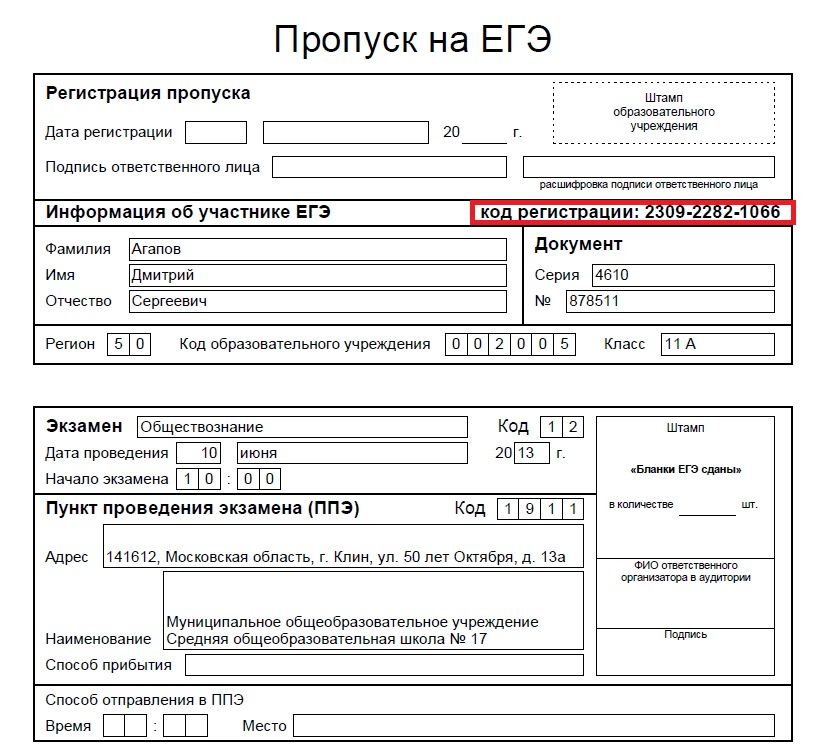 Пропуск на ЕГЭ
Регистрация пропуска
Штамп
образовательного
учреждения
Дата регистрации 20 г.
Подпись ответственного лица
расшифровка подписи ответственного лица
Информация об участнике ЕГЭ код регистрации: 2309-2282-1066
Фамилия Агапов
Имя Дмитрий
Отчество Сергеевич
Документ
Серия 4610
№ 878511
Регион 5 0 Код образовательного учреждения 0 0 2 0 0 5 Класс 11 А
Экзамен Обществознание Код 1 2
Дата проведения 10 июня 20 13 г.
Начало экзамена 1 0 : 0 0
Пункт проведения экзамена (ППЭ) Код 1 9 1 1
Адрес 141612, Московская область, г. Клин, ул. 50 лет Октября, д. 13а
Муниципальное общеобразовательное учреждение
Наименование Средняя общеобразовательная школа № 17
Способ прибытия
Штамп
«Бланки ЕГЭ сданы»
в количестве шт.
ФИО ответственного
организатора в аудитории
Подпись
Способ отправления в ППЭ
Время : Место